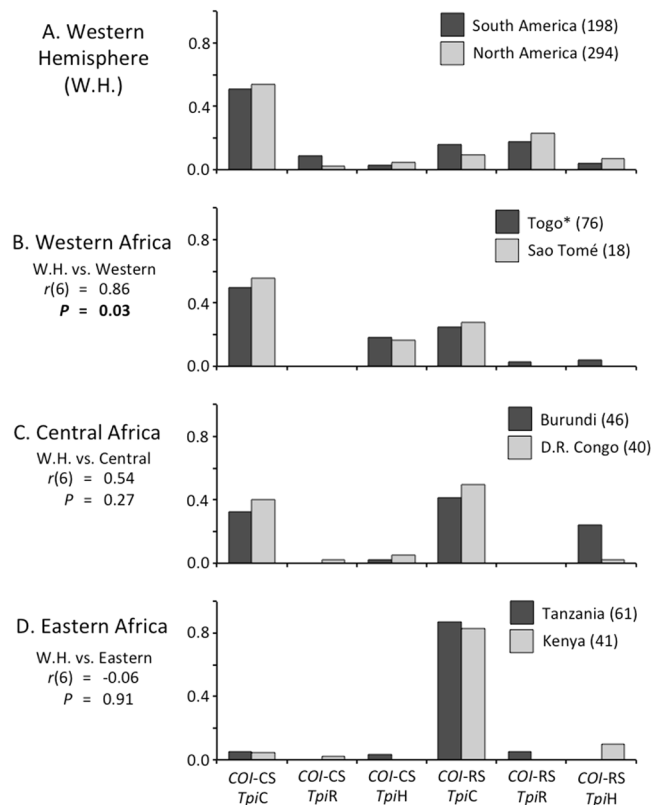 A. Western
Hemisphere
(W.H.)
South America (198)
North America (294)
0.8
0.4
0.0
B. Western Africa
W.H. vs. Western
r(6) = 0.86
P = 0.03
Togo* (76)
Sao Tomé (18)
0.8
0.4
0.0
C. Central Africa
W.H. vs. Central
r(6) = 0.54
P = 0.27
Burundi (46)
D.R. Congo (40)
0.8
0.4
0.0
D. Eastern Africa
W.H. vs. Eastern
r(6) = -0.06
P = 0.91
Tanzania (61)
Kenya (41)
0.8
0.4
0.0
COI-CS COI-CS COI-CS COI-RS COI-RS COI-RS
TpiC TpiR TpiH TpiC TpiR TpiH